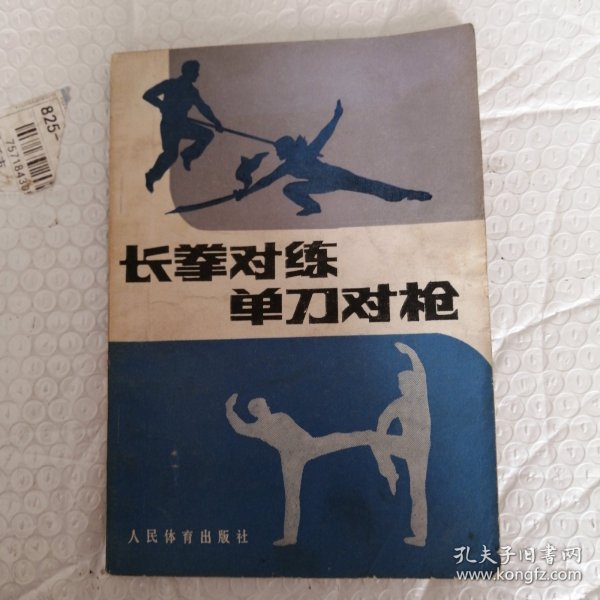 825
7571843
长拳对练
单刀对枪
人民体育出版社
孔夫子旧书网
www.kongfz.com